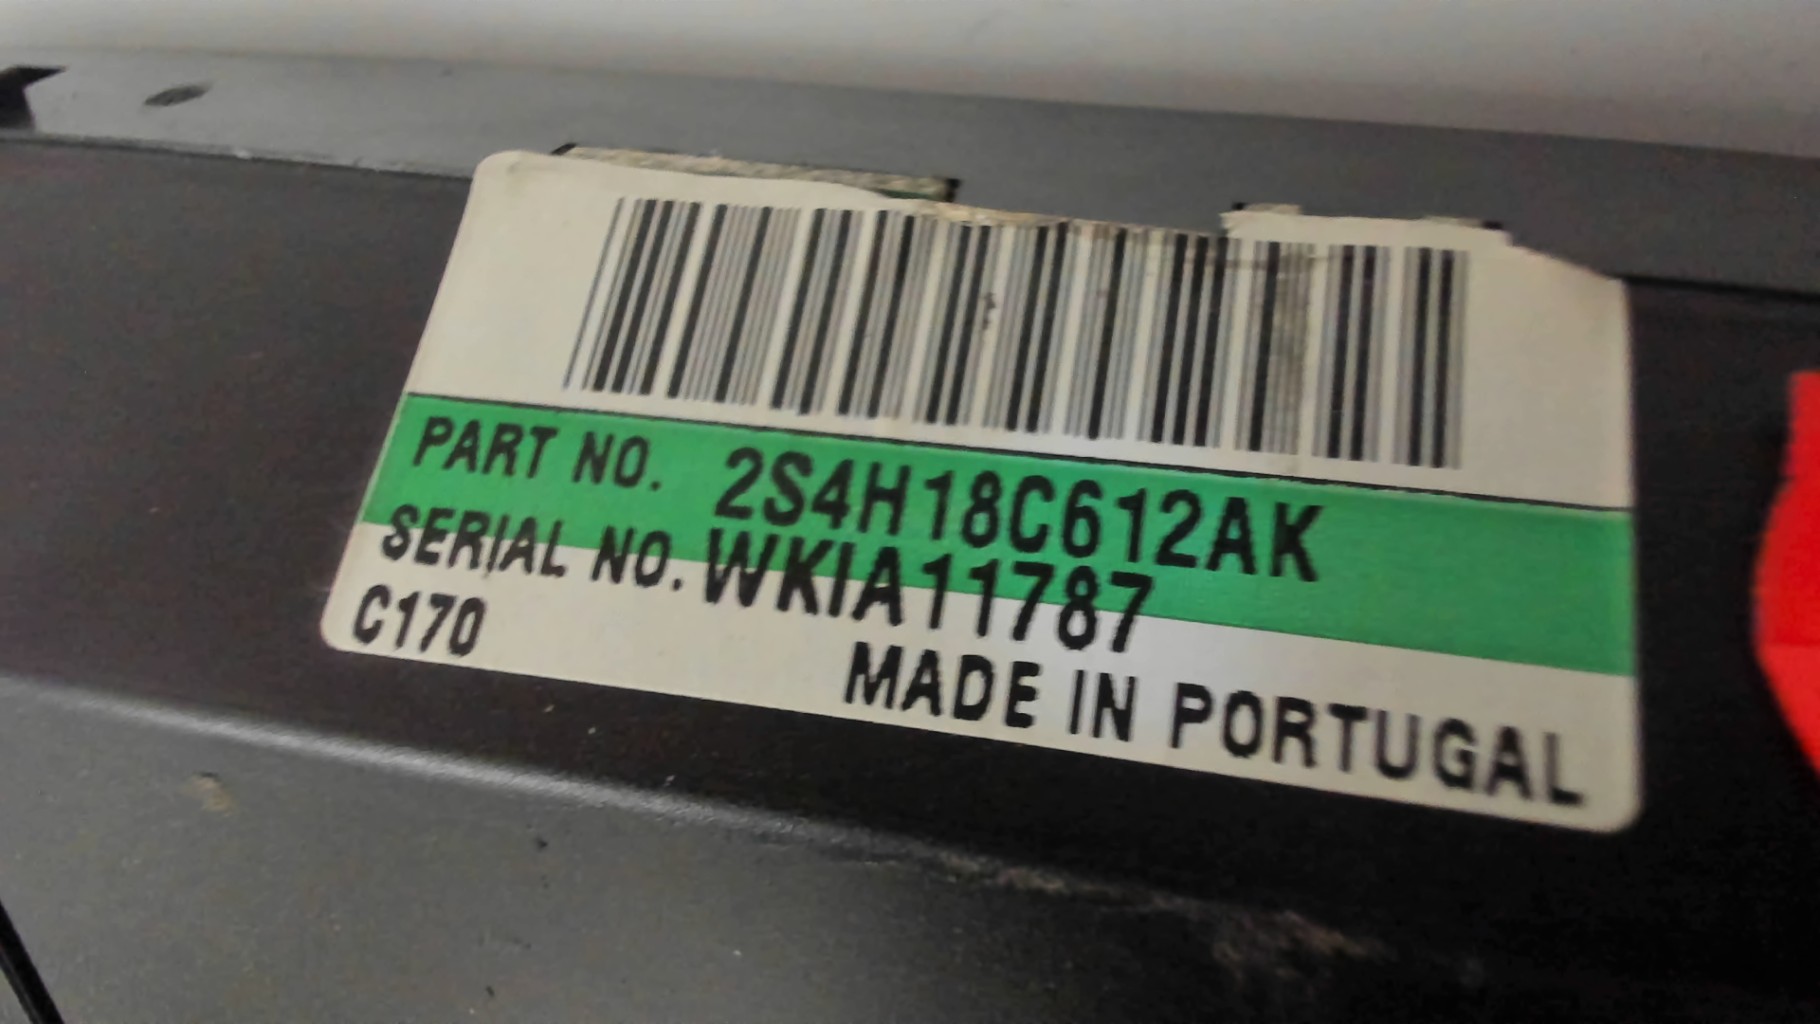 PART NO. 2S4H18C612AK
SERIAL NO. WKIA11787
C170
MADE IN PORTUGAL